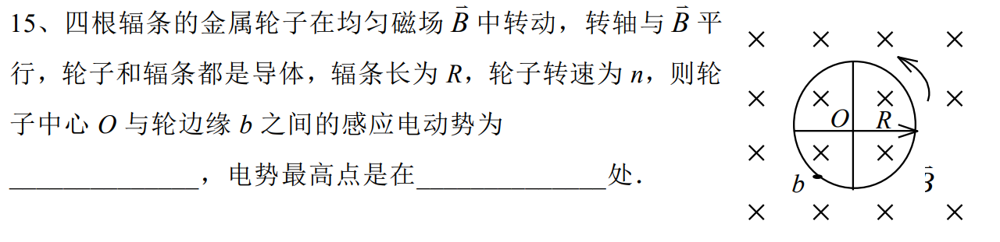 15、四根辐条的金属轮子在均匀磁场 B⃗ 中转动，转轴与 B⃗ 平
行，轮子和辐条都是导体，辐条长为 R，轮子转速为 n，则轮
子中心 O 与轮边缘 b 之间的感应电动势为
______________，电势最高点是在______________处．
O R
b